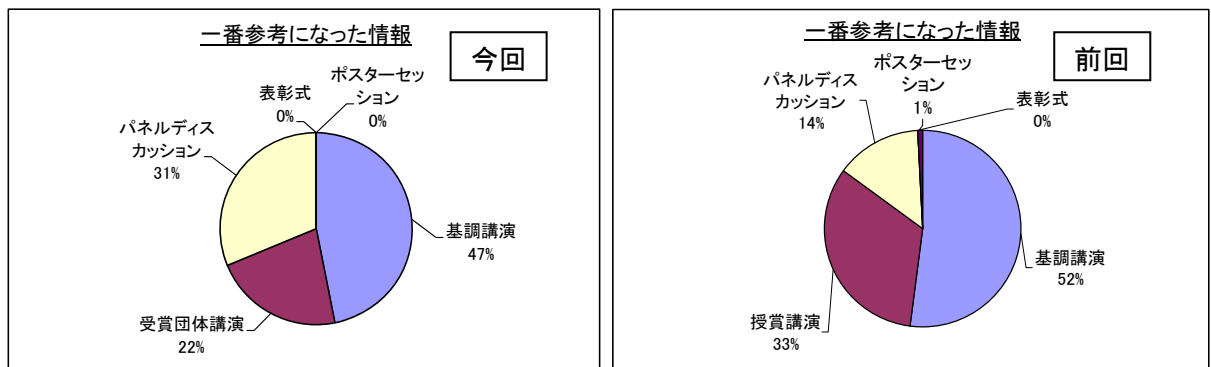 一番参考になった情報
今回
ポスターセッ
ション
0%
表彰式
0%
パネルディス
カッション
31%
基調講演
47%
受賞団体講演
22%
一番参考になった情報
前回
ポスターセッ
ション
1%
表彰式
0%
パネルディス
カッション
14%
基調講演
52%
授賞講演
33%